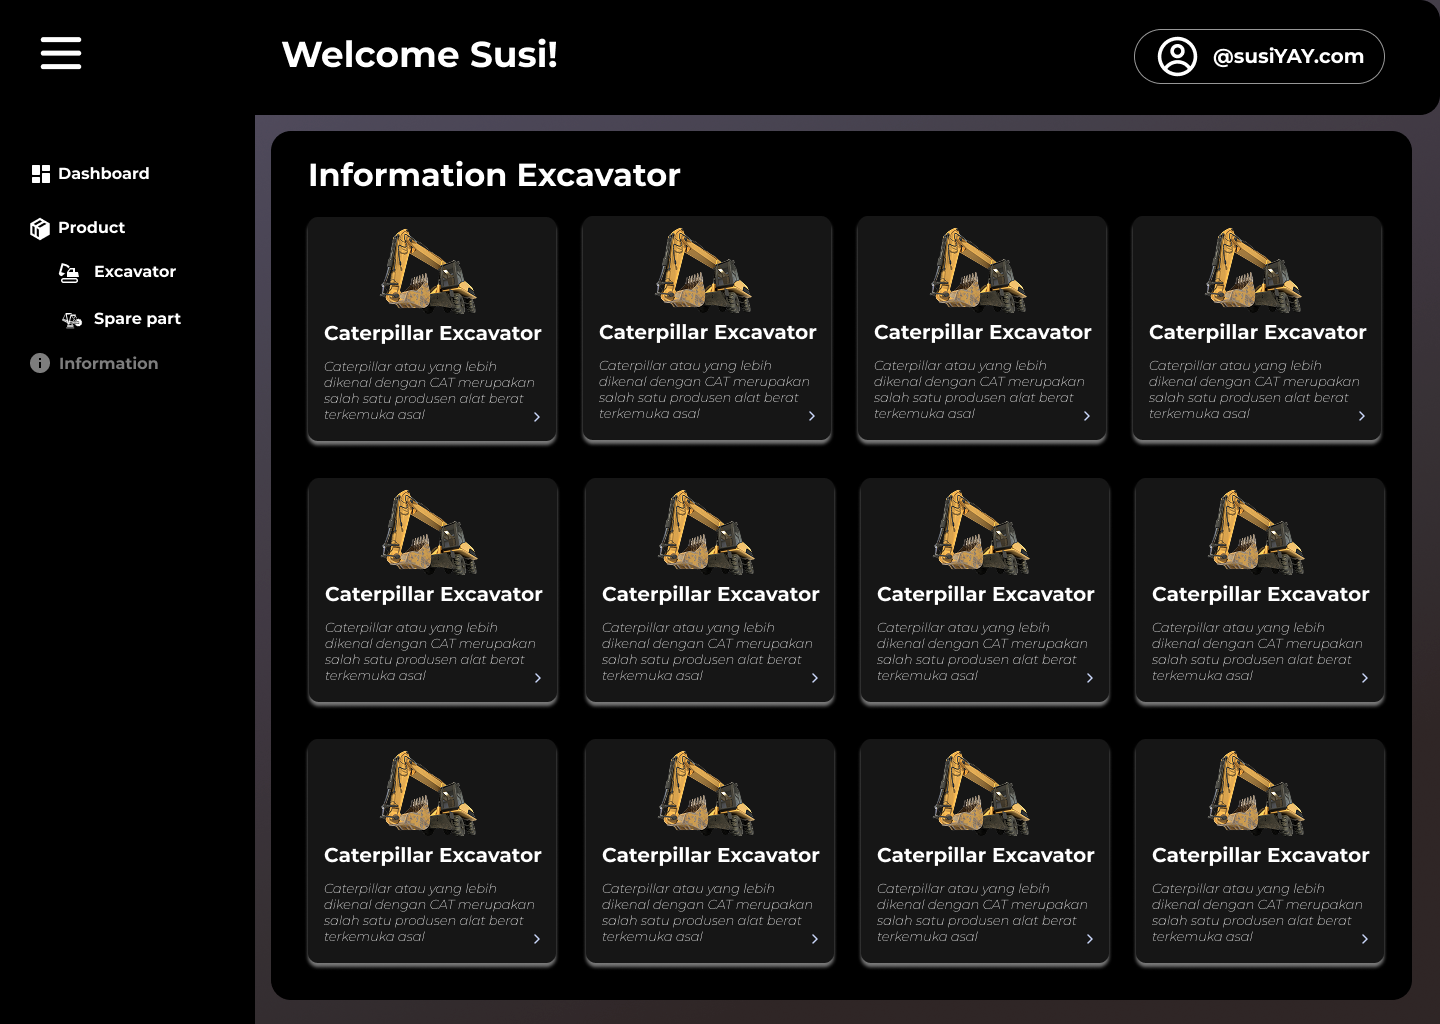 Welcome Susi!
@susiYAY.com
Dashboard
Product
Excavator
Spare part
Information
Information Excavator
Caterpillar Excavator
Caterpillar atau yang lebih
dikenal dengan CAT merupakan
salah satu produsen alat berat
terkemuka asal
Caterpillar Excavator
Caterpillar atau yang lebih
dikenal dengan CAT merupakan
salah satu produsen alat berat
terkemuka asal
Caterpillar Excavator
Caterpillar atau yang lebih
dikenal dengan CAT merupakan
salah satu produsen alat berat
terkemuka asal
Caterpillar Excavator
Caterpillar atau yang lebih
dikenal dengan CAT merupakan
salah satu produsen alat berat
terkemuka asal
Caterpillar Excavator
Caterpillar atau yang lebih
dikenal dengan CAT merupakan
salah satu produsen alat berat
terkemuka asal
Caterpillar Excavator
Caterpillar atau yang lebih
dikenal dengan CAT merupakan
salah satu produsen alat berat
terkemuka asal
Caterpillar Excavator
Caterpillar atau yang lebih
dikenal dengan CAT merupakan
salah satu produsen alat berat
terkemuka asal
Caterpillar Excavator
Caterpillar atau yang lebih
dikenal dengan CAT merupakan
salah satu produsen alat berat
terkemuka asal
Caterpillar Excavator
Caterpillar atau yang lebih
dikenal dengan CAT merupakan
salah satu produsen alat berat
terkemuka asal
Caterpillar Excavator
Caterpillar atau yang lebih
dikenal dengan CAT merupakan
salah satu produsen alat berat
terkemuka asal
Caterpillar Excavator
Caterpillar atau yang lebih
dikenal dengan CAT merupakan
salah satu produsen alat berat
terkemuka asal
Caterpillar Excavator
Caterpillar atau yang lebih
dikenal dengan CAT merupakan
salah satu produsen alat berat
terkemuka asal